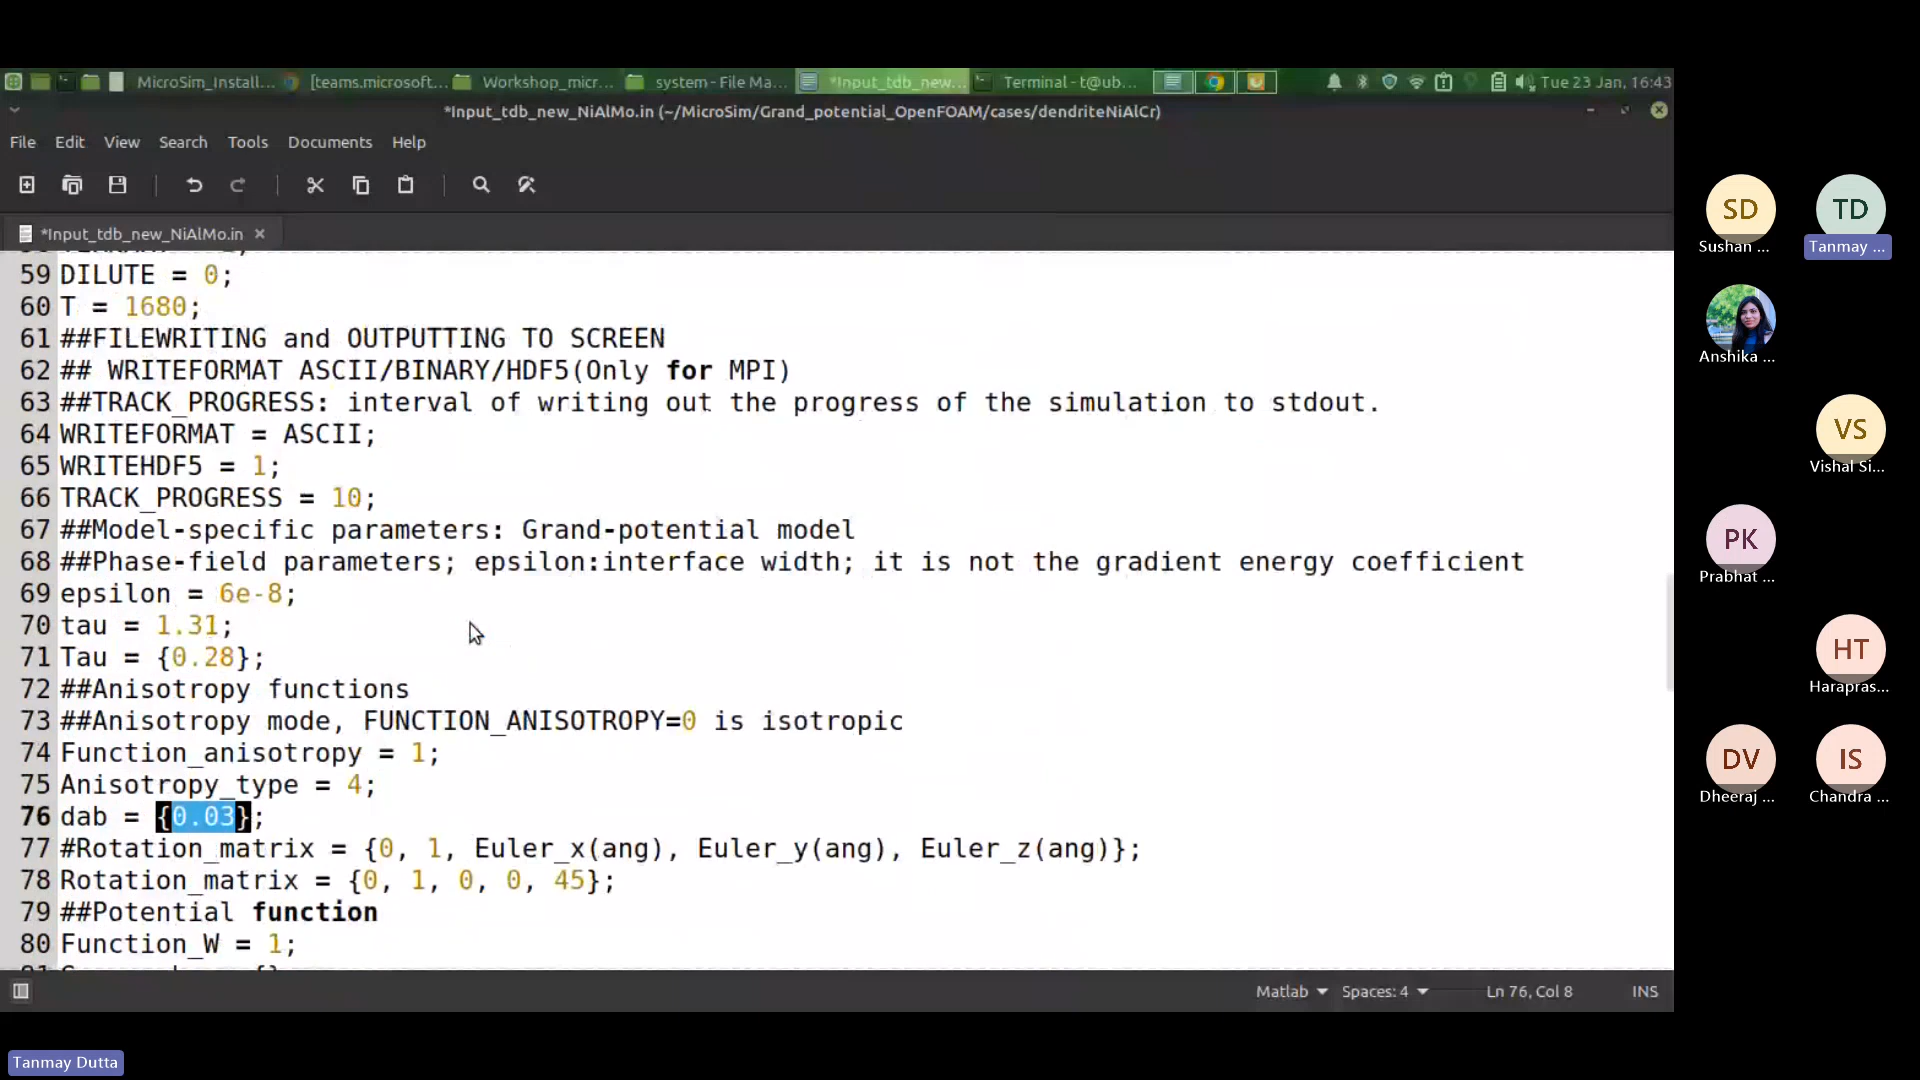 MicroSim_Install...
[teams.microsoft...
Workshop_micr...
system - File Ma...
*Input_tdb_new...
Terminal - t@ub...
Tue 23 Jan, 16:43
*Input_tdb_new_NiAlMo.in (~/MicroSim/Grand_potential_OpenFOAM/cases/dendriteNiAlCr)
File Edit View Search Tools Documents Help
*Input_tdb_new_NiAlMo.in
59 DILUTE = 0;
60 T = 1680;
61 ##FILEWRITING and OUTPUTTING TO SCREEN
62 ## WRITEFORMAT ASCII/BINARY/HDF5(Only for MPI)
63 ##TRACK_PROGRESS: interval of writing out the progress of the simulation to stdout.
64 WRITEFORMAT = ASCII;
65 WRITEHDF5 = 1;
66 TRACK_PROGRESS = 10;
67 ##Model-specific parameters: Grand-potential model
68 ##Phase-field parameters; epsilon:interface width; it is not the gradient energy coefficient
69 epsilon = 6e-8;
70 tau = 1.31;
71 Tau = {0.28};
72 ##Anisotropy functions
73 ##Anisotropy mode, FUNCTION_ANISOTROPY=0 is isotropic
74 Function_anisotropy = 1;
75 Anisotropy_type = 4;
76 dab = {0.03};
77 #Rotation_matrix = {0, 1, Euler_x(ang), Euler_y(ang), Euler_z(ang)};
78 Rotation_matrix = {0, 1, 0, 0, 45};
79 ##Potential function
80 Function_W = 1;
Matlab Spaces: 4 Ln 76, Col 8 INS
SD
Sushan ...
TD
Tanmay ...
Anshika ...
VS
Vishal Si...
PK
Prabhat ...
HT
Harapras...
DV
Dheeraj ...
IS
Chandra ...
Tanmay Dutta